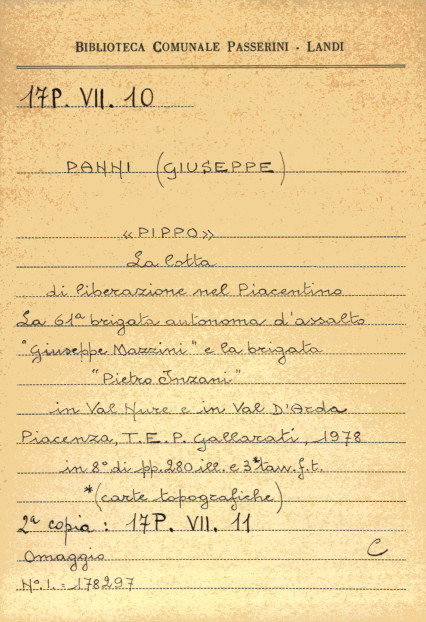 BIBLIOTECA COMUNALE PASSERINI - LANDI
17P. VII. 10
PANNI (GIUSEPPE)
«PIPPO»
La lotta
di liberazione nel Piacentino
La 61ª brigata autonoma d'assalto
"Giuseppe Mazzini" e la brigata
"Pietro Inzani"
in Val Nure e in Val D'Arda
Piacenza, T.E.P. Gallarati, 1978
in 8° di pp. 280 ill. e 3* tav. f.t.
*(carte topografiche)
2ª copia: 17P. VII. 11
Omaggio C
N°. I. = 178297